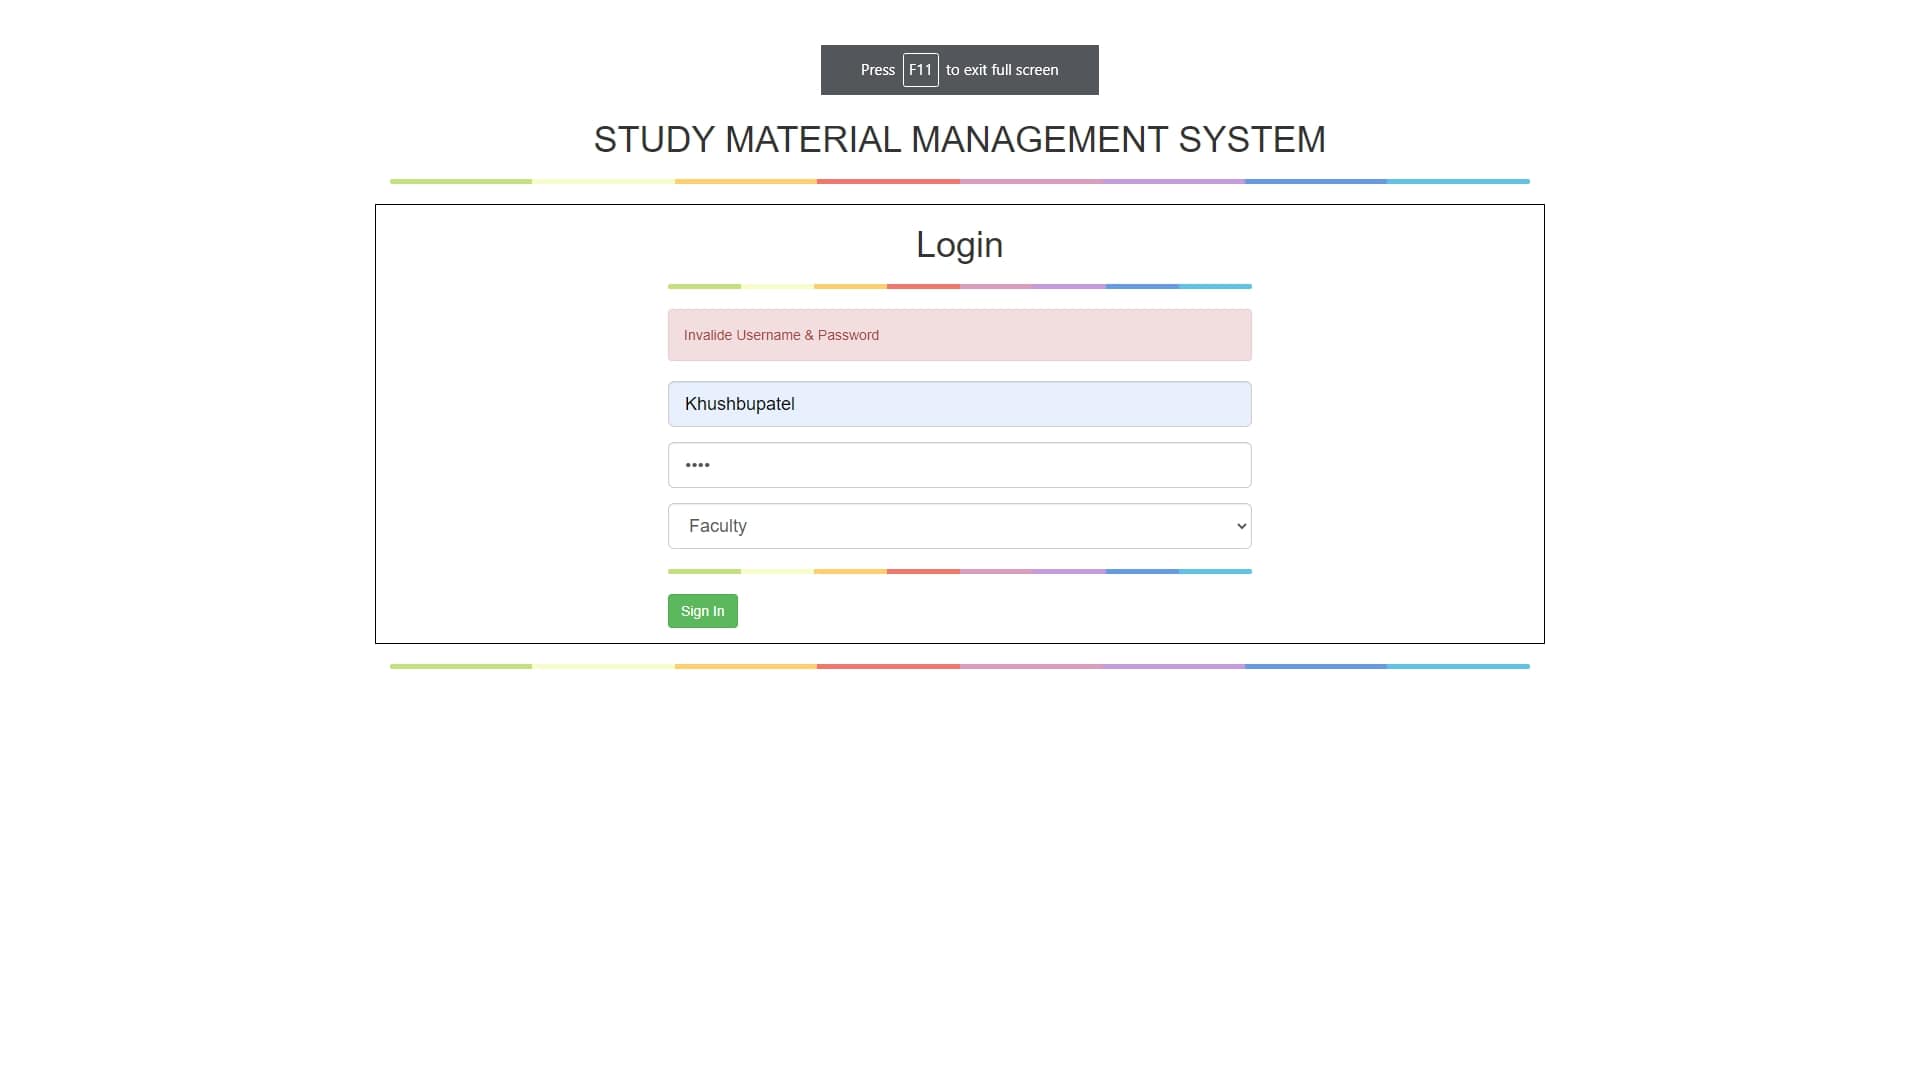 Press F11 to exit full screen
STUDY MATERIAL MANAGEMENT SYSTEM
Login
Invalide Username & Password
Khushbupatel
••••
Faculty
Sign In